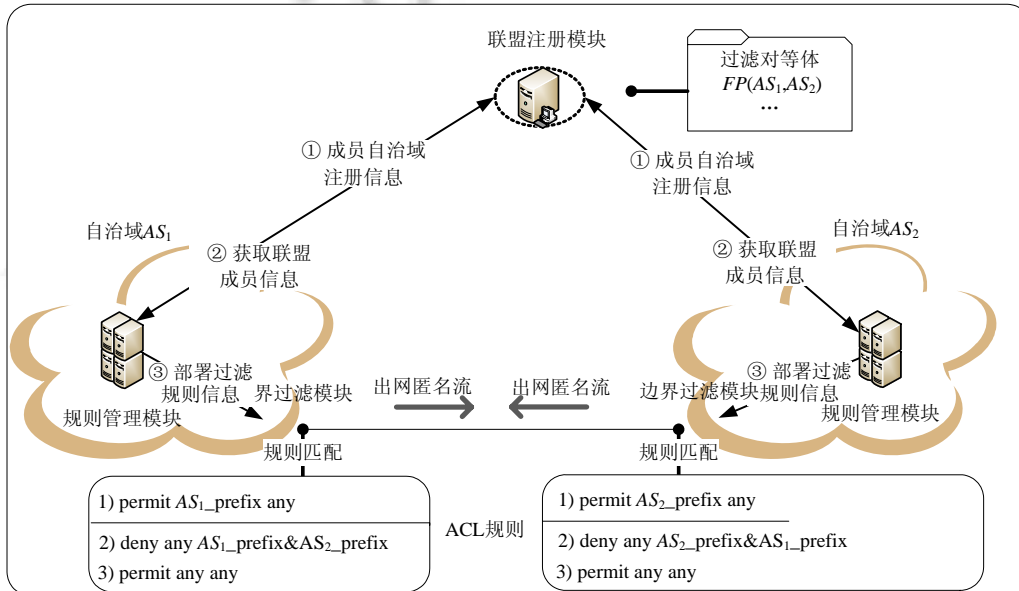 联盟注册模块
过滤对等体
FP(AS₁,AS₂)
…
① 成员自治域
注册信息
① 成员自治域
注册信息
自治域AS₁
② 获取联盟
成员信息
自治域AS₂
② 获取联盟
成员信息
③ 部署过滤
规则信息
规则管理模块
界过滤模块
出网匿名流
出网匿名流
边界过滤模块
③ 部署过滤
规则信息
规则管理模块
规则匹配
规则匹配
1) permit AS₁_prefix any
2) deny any AS₁_prefix&AS₂_prefix
3) permit any any
ACL规则
1) permit AS₂_prefix any
2) deny any AS₂_prefix&AS₁_prefix
3) permit any any